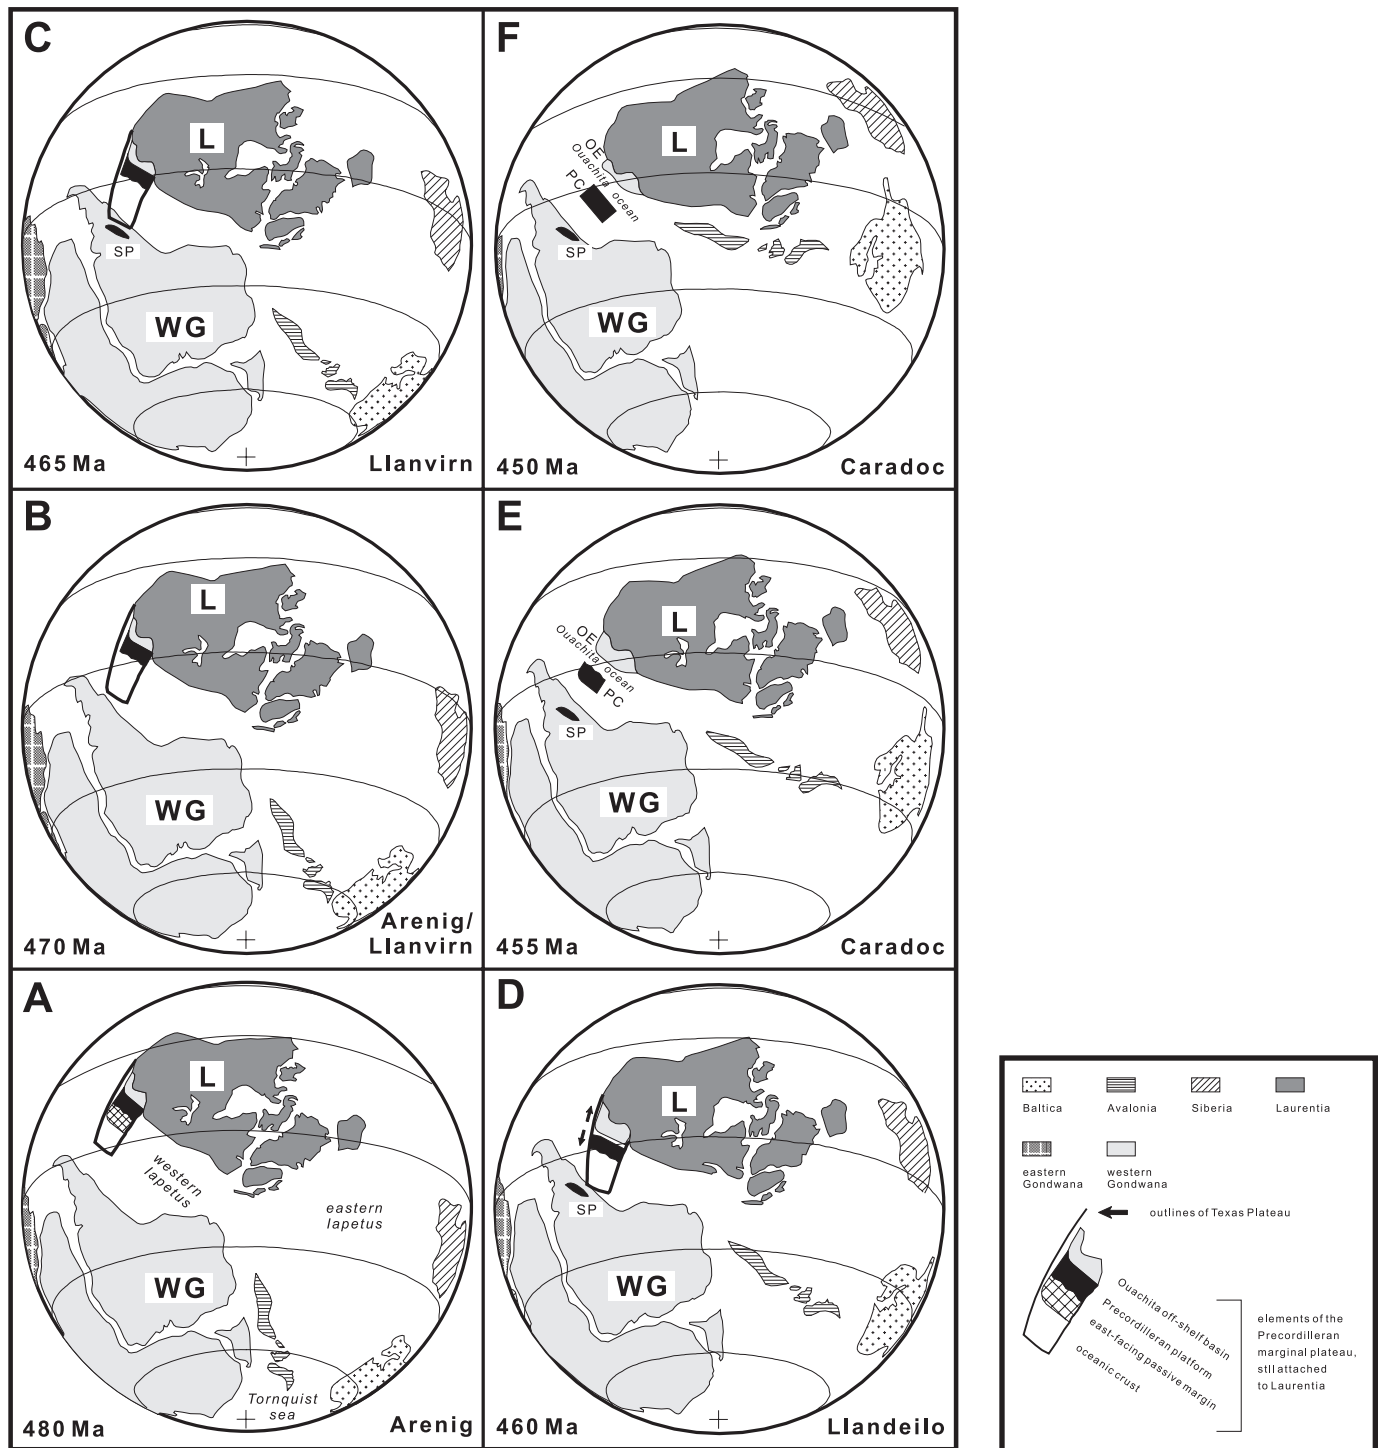 C
L
SP
WG
465 Ma
Llanvirn
F
OE
Ouachita ocean
PC
L
SP
WG
450 Ma
Caradoc
B
L
WG
470 Ma
Arenig/
Llanvirn
E
OE
Ouachita ocean
PC
L
SP
WG
455 Ma
Caradoc
A
L
western
Iapetus
eastern
Iapetus
WG
Tornquist
sea
480 Ma
Arenig
D
L
SP
WG
460 Ma
Llandeilo
Baltica
Avalonia
Siberia
Laurentia
eastern
Gondwana
western
Gondwana
outlines of Texas Plateau
Ouachita off-shelf basin
Precordilleran platform
east-facing passive margin
oceanic crust
elements of the
Precordilleran
marginal plateau,
stll attached
to Laurentia